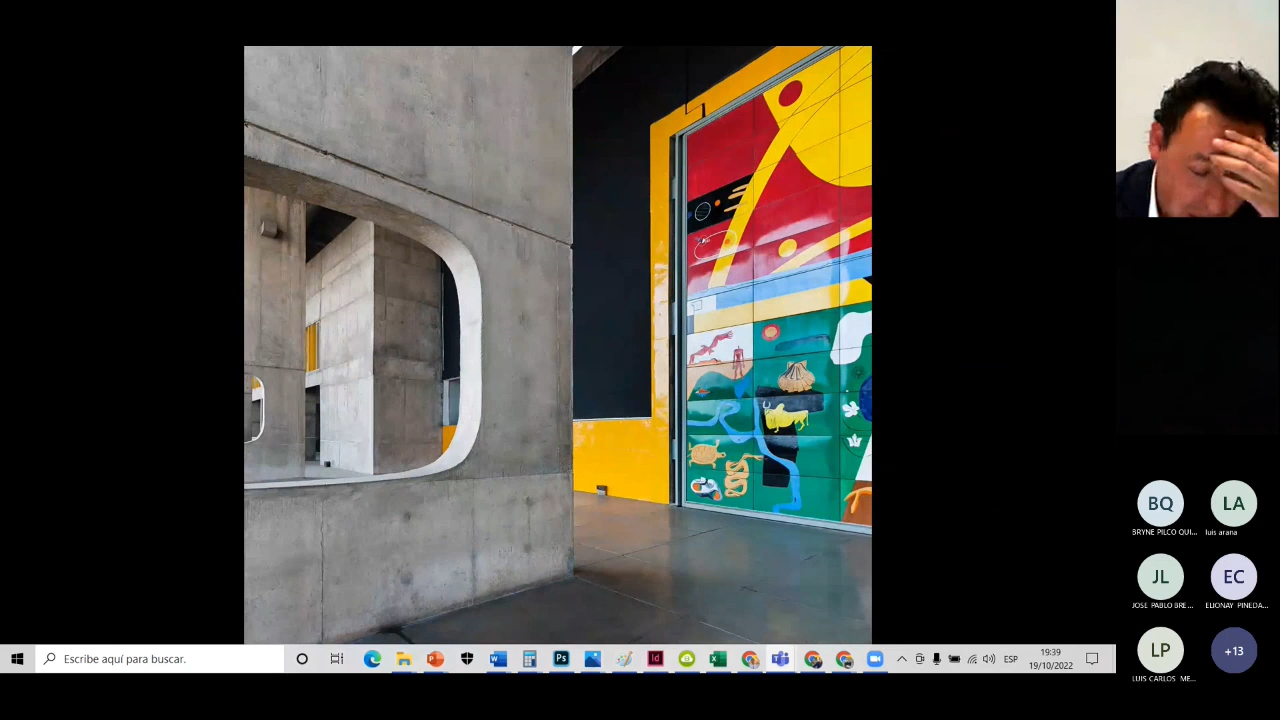 BQ
LA
BRYNE PILCO QUI...
luis arana
JL
EC
JOSE PABLO BRE...
ELIONAY PINEDA...
LP
+13
LUIS CARLOS ME...
Escribe aquí para buscar.
ESP
19:39
19/10/2022